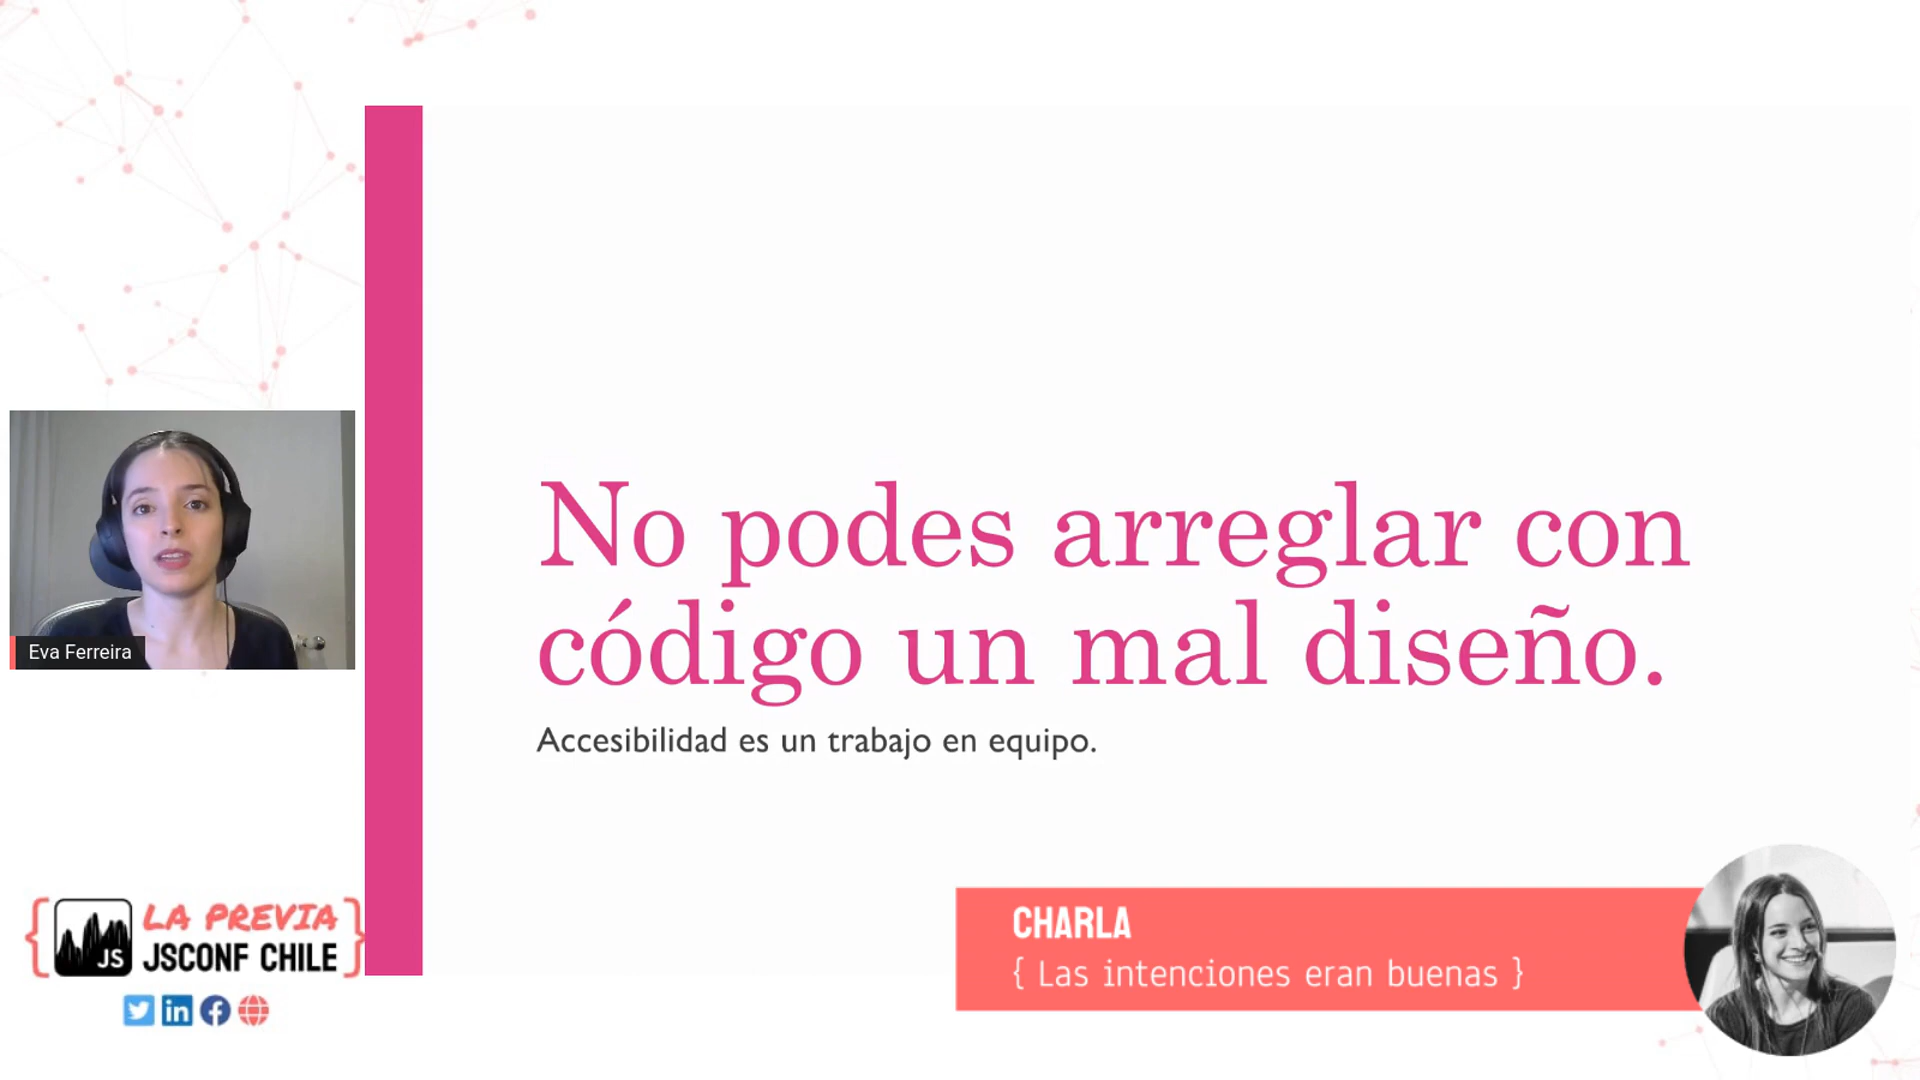 No podes arreglar con
código un mal diseño.
Accesibilidad es un trabajo en equipo.
Eva Ferreira
JS
LA PREVIA
JSCONF CHILE
CHARLA
{ Las intenciones eran buenas }